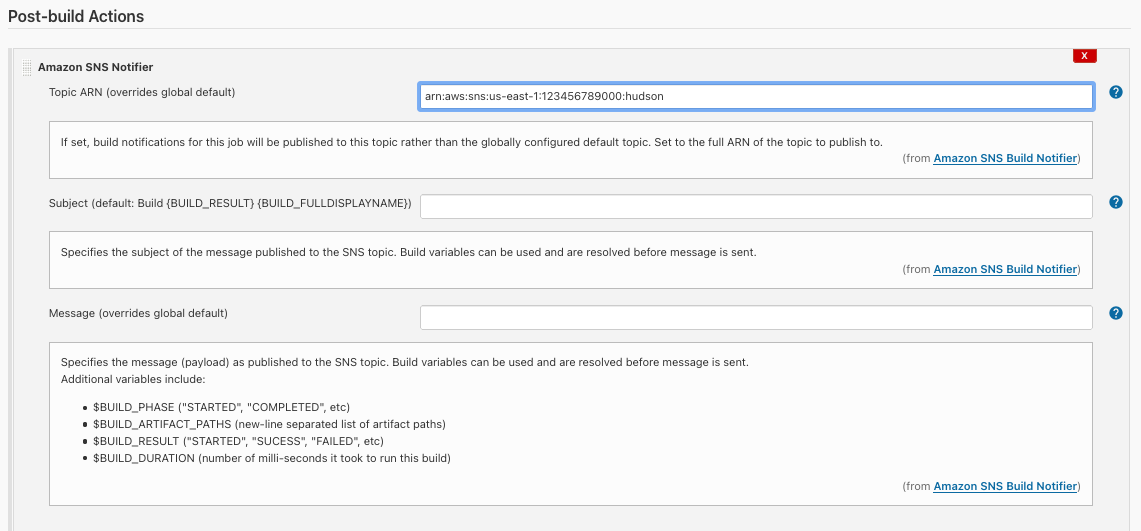 Post-build Actions
X
Amazon SNS Notifier
Topic ARN (overrides global default)
arn:aws:sns:us-east-1:123456789000:hudson
?
If set, build notifications for this job will be published to this topic rather than the globally configured default topic. Set to the full ARN of the topic to publish to.
(from Amazon SNS Build Notifier)
Subject (default: Build {BUILD_RESULT} {BUILD_FULLDISPLAYNAME})
?
Specifies the subject of the message published to the SNS topic. Build variables can be used and are resolved before message is sent.
(from Amazon SNS Build Notifier)
Message (overrides global default)
?
Specifies the message (payload) as published to the SNS topic. Build variables can be used and are resolved before message is sent.
Additional variables include:
• $BUILD_PHASE ("STARTED", "COMPLETED", etc)
• $BUILD_ARTIFACT_PATHS (new-line separated list of artifact paths)
• $BUILD_RESULT ("STARTED", "SUCESS", "FAILED", etc)
• $BUILD_DURATION (number of milli-seconds it took to run this build)
(from Amazon SNS Build Notifier)